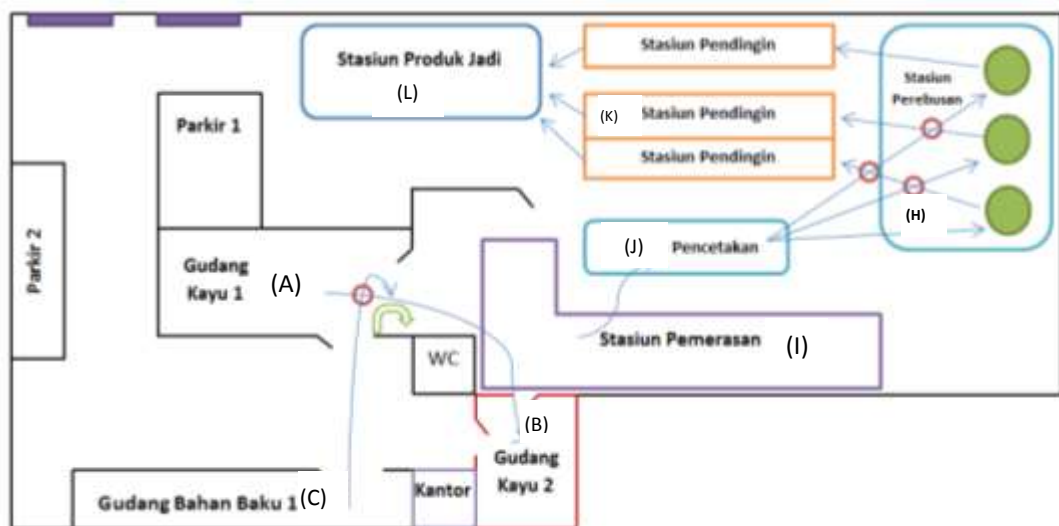 Stasiun Produk Jadi
(L)
Stasiun Pendingin
(K)
Stasiun Pendingin
Stasiun Pendingin
Stasiun
Perebusan
(H)
Parkir 1
Parkir 2
Gudang
Kayu 1
(A)
(J)
Pencetakan
WC
Stasiun Pemerasan
(I)
(B)
Gudang
Kayu 2
Gudang Bahan Baku 1
(C)
Kantor